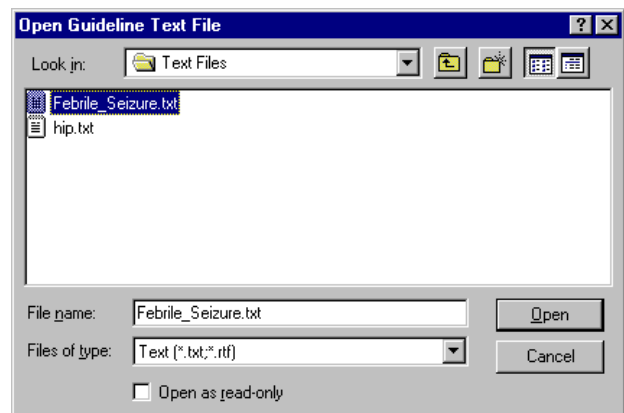 Open Guideline Text File
Look in: Text Files
Febrile_Seizure.txt
hip.txt
File name: Febrile_Seizure.txt Open
Files of type: Text (*.txt;*.rtf) Cancel
Open as read-only